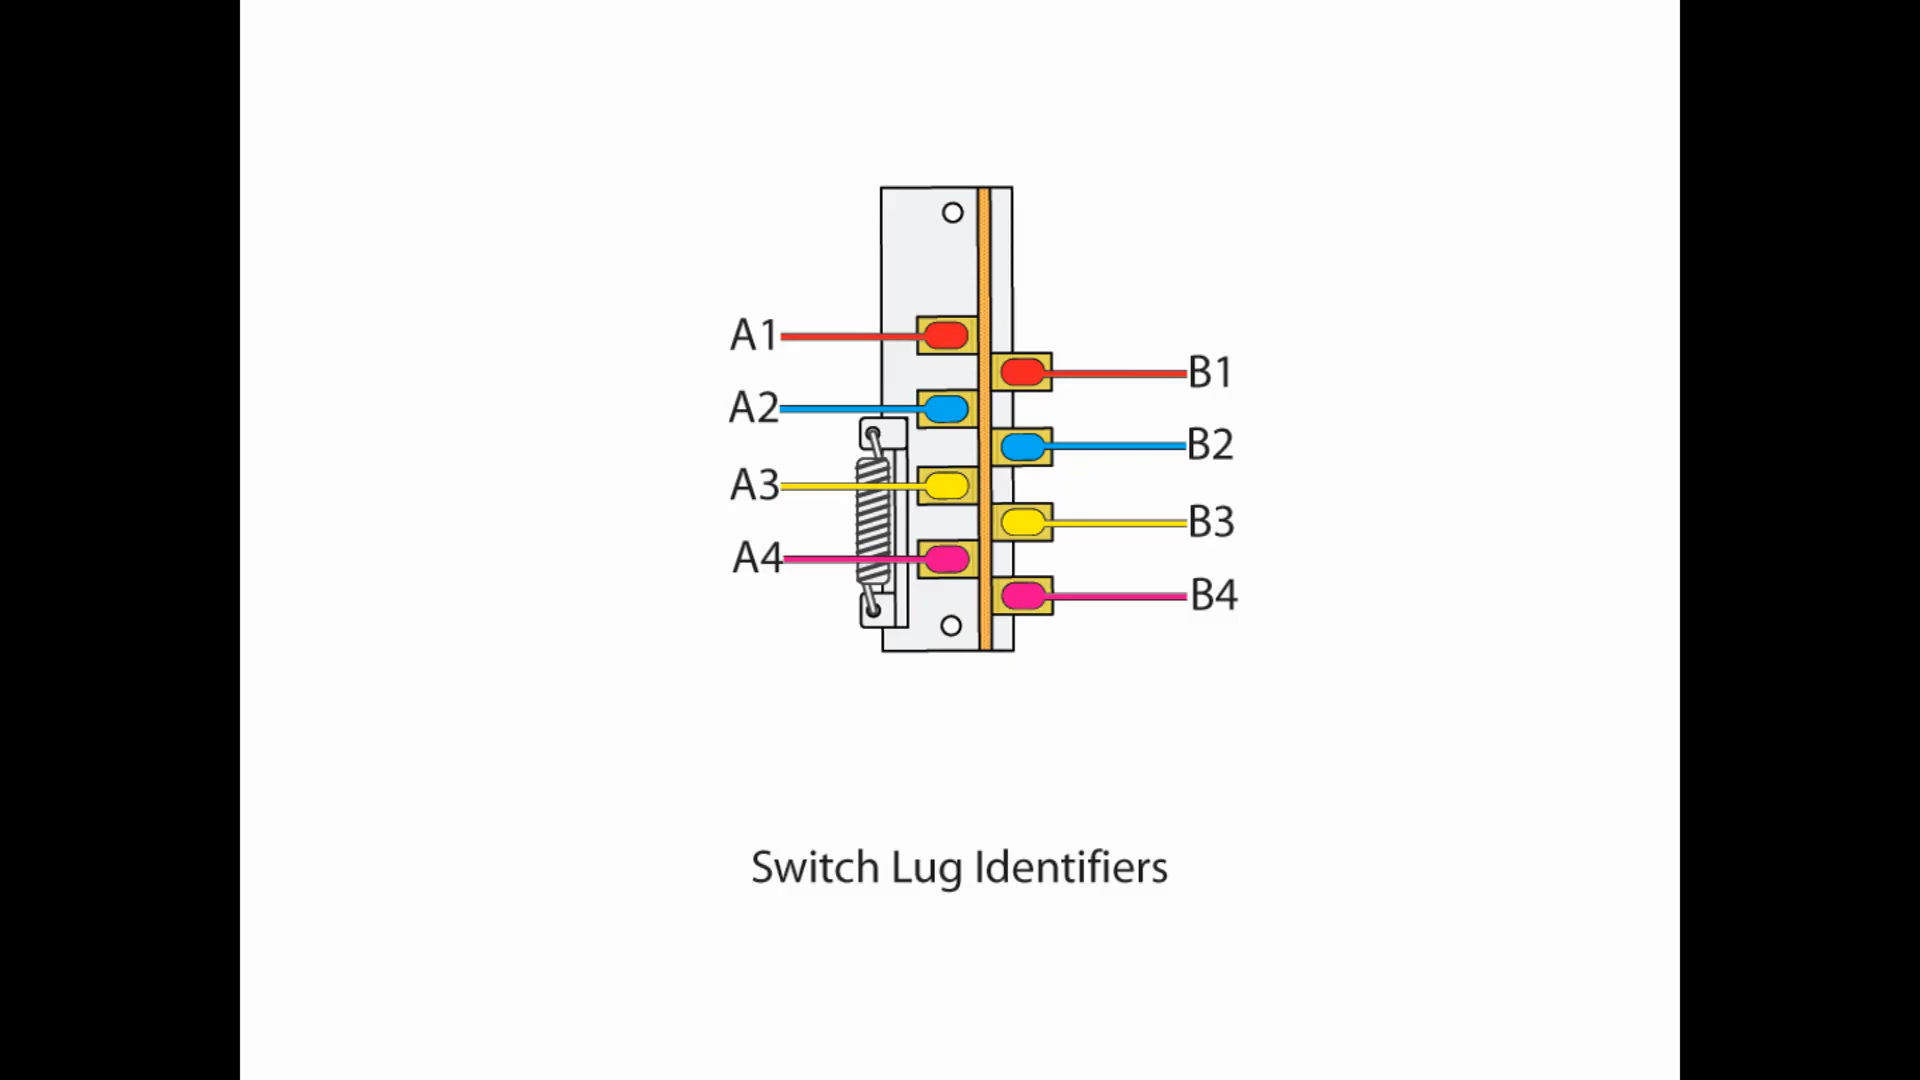 A1
B1
A2
B2
A3
B3
A4
B4
Switch Lug Identifiers